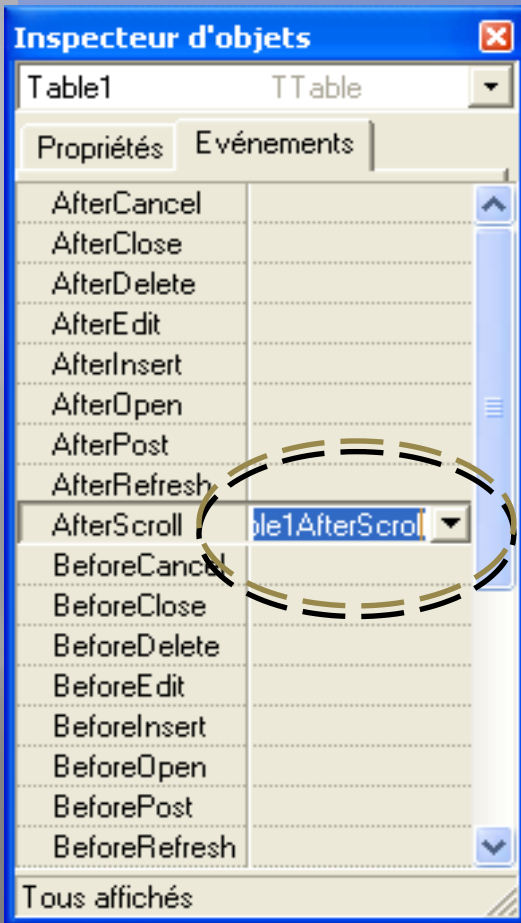 Inspecteur d'objets
Table1 TTable
Propriétés Evénements
AfterCancel
AfterClose
AfterDelete
AfterEdit
AfterInsert
AfterOpen
AfterPost
AfterRefresh
AfterScroll ble1AfterScroll
BeforeCancel
BeforeClose
BeforeDelete
BeforeEdit
BeforeInsert
BeforeOpen
BeforePost
BeforeRefresh
Tous affichés